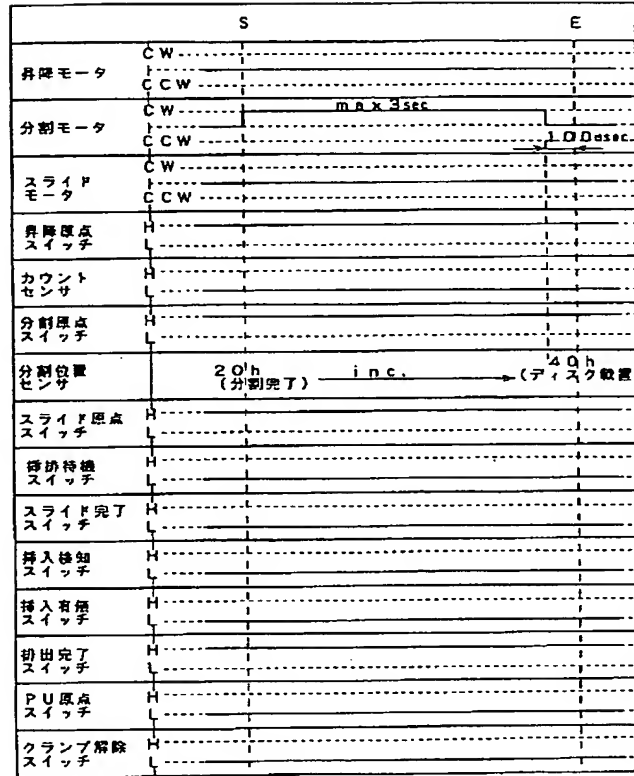 S E
昇降モータ CW
CCW
分割モータ CW max 3sec
CCW 100msec
スライド CW
モータ CCW
昇降原点 H
スイッチ L
カウント H
センサ L
分割原点 H
スイッチ L
分割位置 20h inc. 40h
センサ (分割完了) (ディスク載置
スライド原点 H
スイッチ L
挿排待機 H
スイッチ L
スライド完了 H
スイッチ L
挿入検知 H
スイッチ L
挿入有無 H
スイッチ L
排出完了 H
スイッチ L
PU原点 H
スイッチ L
クランプ解除 H
スイッチ L